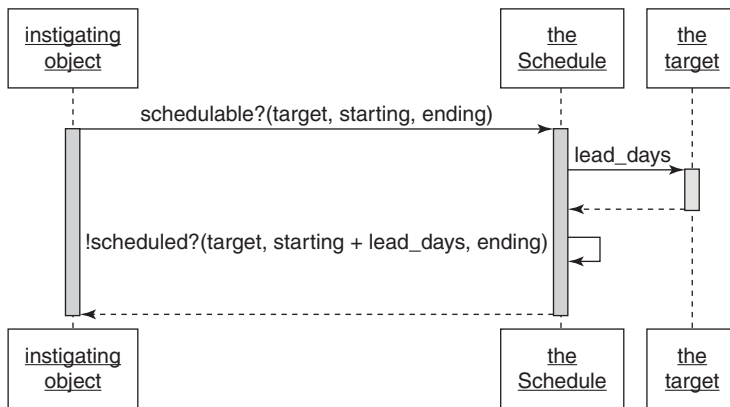 instigating
object
the
Schedule
the
target
schedulable?(target, starting, ending)
lead_days
!scheduled?(target, starting + lead_days, ending)
instigating
object
the
Schedule
the
target